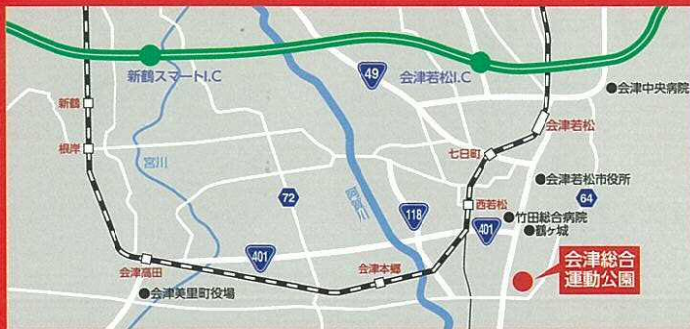 新鶴スマートI.C
49
会津若松I.C
会津中央病院
新鶴
会津若松
根岸
宮川
七日町
会津若松市役所
72
阿賀川
64
西若松
118
竹田総合病院
401
鶴ヶ城
401
会津高田
会津本郷
会津総合
運動公園
会津美里町役場